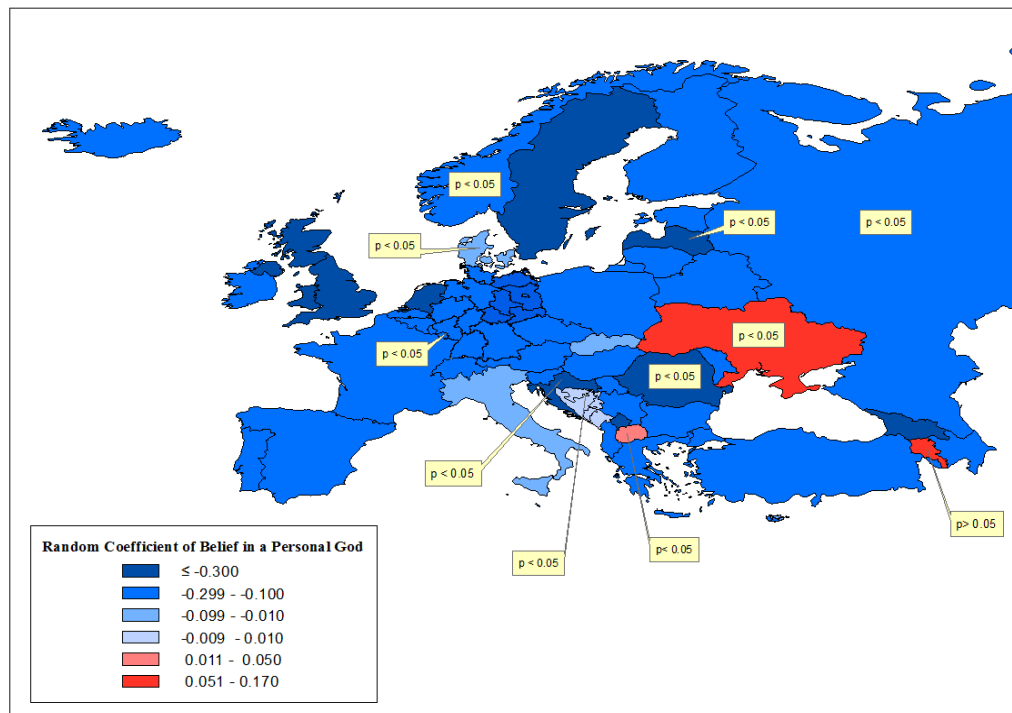 p < 0.05
p < 0.05
p < 0.05
p < 0.05
p < 0.05
p < 0.05
p < 0.05
p < 0.05
p < 0.05
p> 0.05
p< 0.05
p < 0.05
Random Coefficient of Belief in a Personal God
≤ -0.300
-0.299 - -0.100
-0.099 - -0.010
-0.009 - 0.010
0.011 - 0.050
0.051 - 0.170